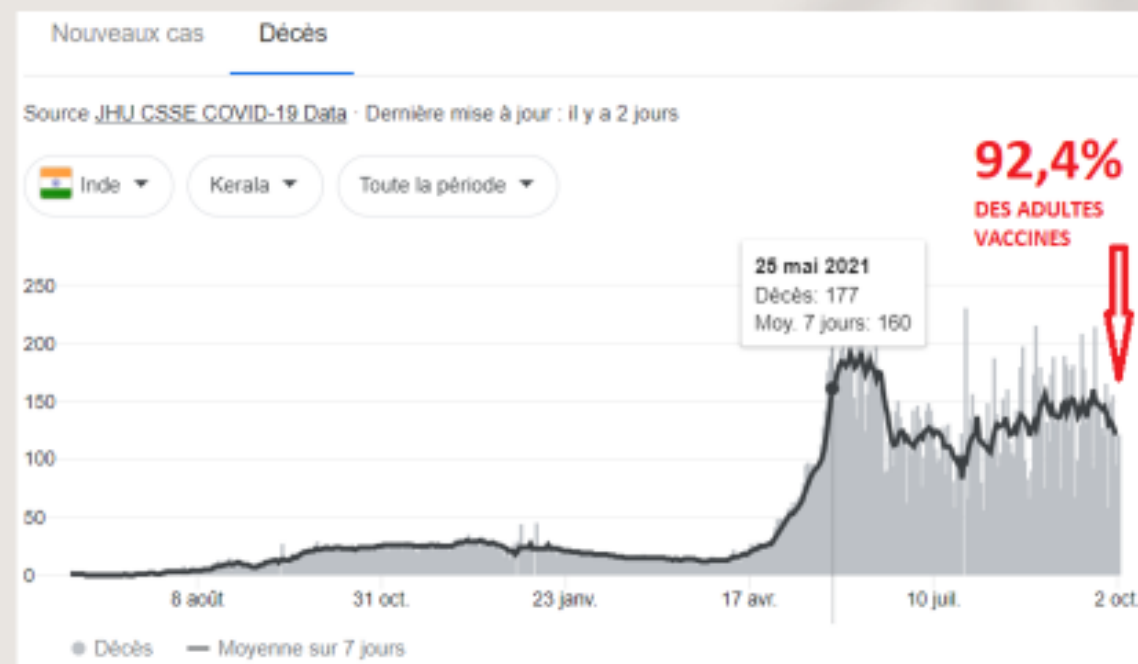 Nouveaux cas Décès
Source JHU CSSE COVID-19 Data · Dernière mise à jour : il y a 2 jours
Inde Kerala Toute la période
92,4%
DES ADULTES
VACCINES
25 mai 2021
Décès: 177
Moy. 7 jours: 160
250
200
150
100
50
0
8 août 31 oct. 23 janv. 17 avr. 10 juil. 2 oct.
Décès Moyenne sur 7 jours